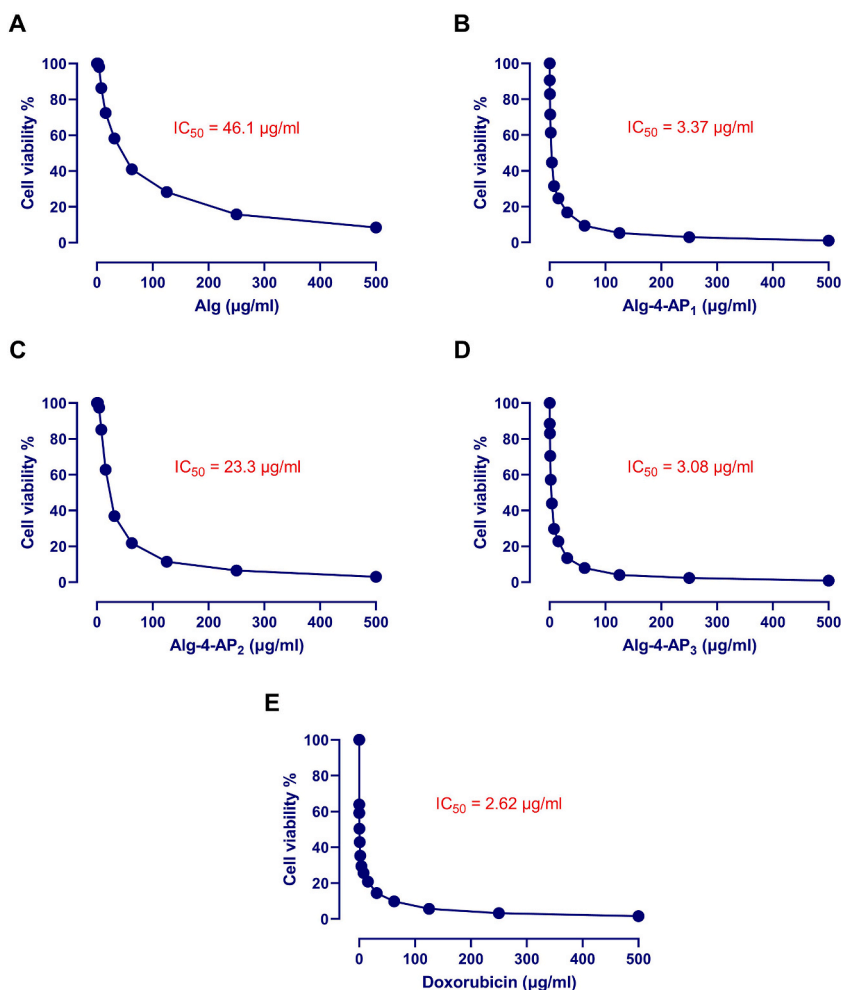 A
Cell viability %
100
80
60
40
20
0
IC50 = 46.1 µg/ml
0 100 200 300 400 500
Alg (µg/ml)
B
Cell viability %
100
80
60
40
20
0
IC50 = 3.37 µg/ml
0 100 200 300 400 500
Alg-4-AP1 (µg/ml)
C
Cell viability %
100
80
60
40
20
0
IC50 = 23.3 µg/ml
0 100 200 300 400 500
Alg-4-AP2 (µg/ml)
D
Cell viability %
100
80
60
40
20
0
IC50 = 3.08 µg/ml
0 100 200 300 400 500
Alg-4-AP3 (µg/ml)
E
Cell viability %
100
80
60
40
20
0
IC50 = 2.62 µg/ml
0 100 200 300 400 500
Doxorubicin (µg/ml)